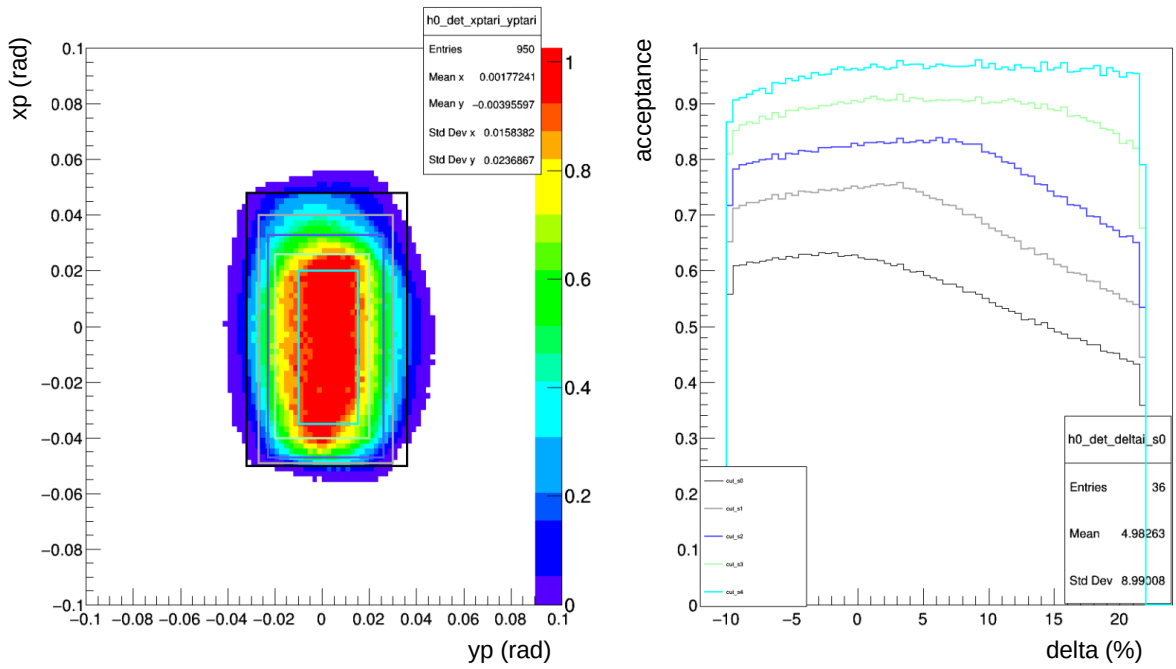 h0_det_xptari_yptari
Entries 950
Mean x 0.00177241
Mean y −0.00395597
Std Dev x 0.0158382
Std Dev y 0.0236867
xp (rad)
0.1
0.08
0.06
0.04
0.02
0
−0.02
−0.04
−0.06
−0.08
−0.1
−0.1 −0.08 −0.06 −0.04 −0.02 0 0.02 0.04 0.06 0.08 0.1
yp (rad)
1
0.8
0.6
0.4
0.2
0
acceptance
1
0.9
0.8
0.7
0.6
0.5
0.4
0.3
0.2
0.1
0
cut_s0
cut_s1
cut_s2
cut_s3
cut_s4
h0_det_deltai_s0
Entries 36
Mean 4.98263
Std Dev 8.99008
−10 −5 0 5 10 15 20
delta (%)